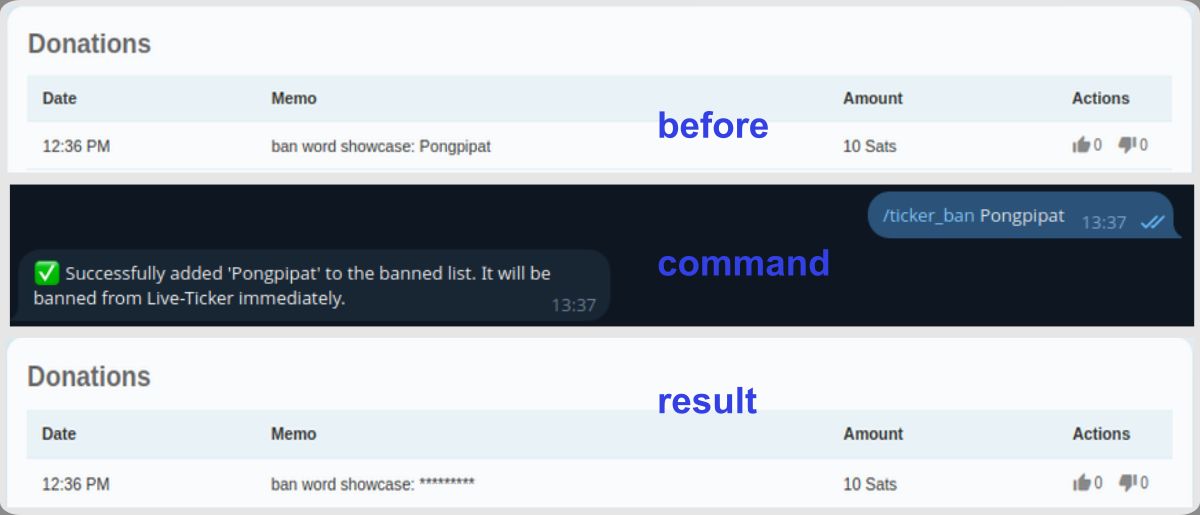 Donations
Date Memo Amount Actions
before
12:36 PM ban word showcase: Pongpipat 10 Sats 0 0
/ticker_ban Pongpipat 13:37
command
✅ Successfully added 'Pongpipat' to the banned list. It will be
banned from Live-Ticker immediately. 13:37
Donations
result
Date Memo Amount Actions
12:36 PM ban word showcase: ********* 10 Sats 0 0